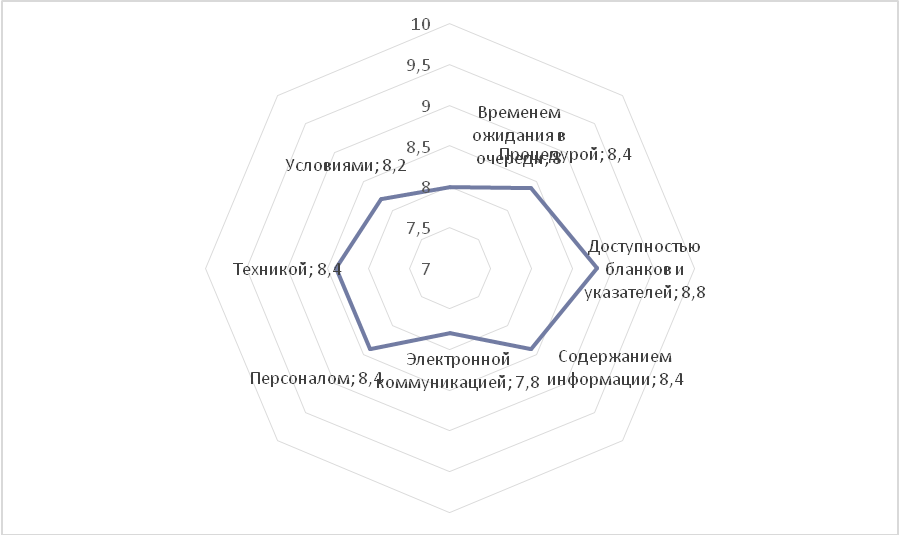 10
9,5
9
8,5
8
7,5
7
Временем
ожидания в
очереди; 8
Процедурой; 8,4
Доступностью
бланков и
указателей; 8,8
Содержанием
информации; 8,4
Электронной
коммуникацией; 7,8
Персоналом; 8,4
Техникой; 8,4
Условиями; 8,2